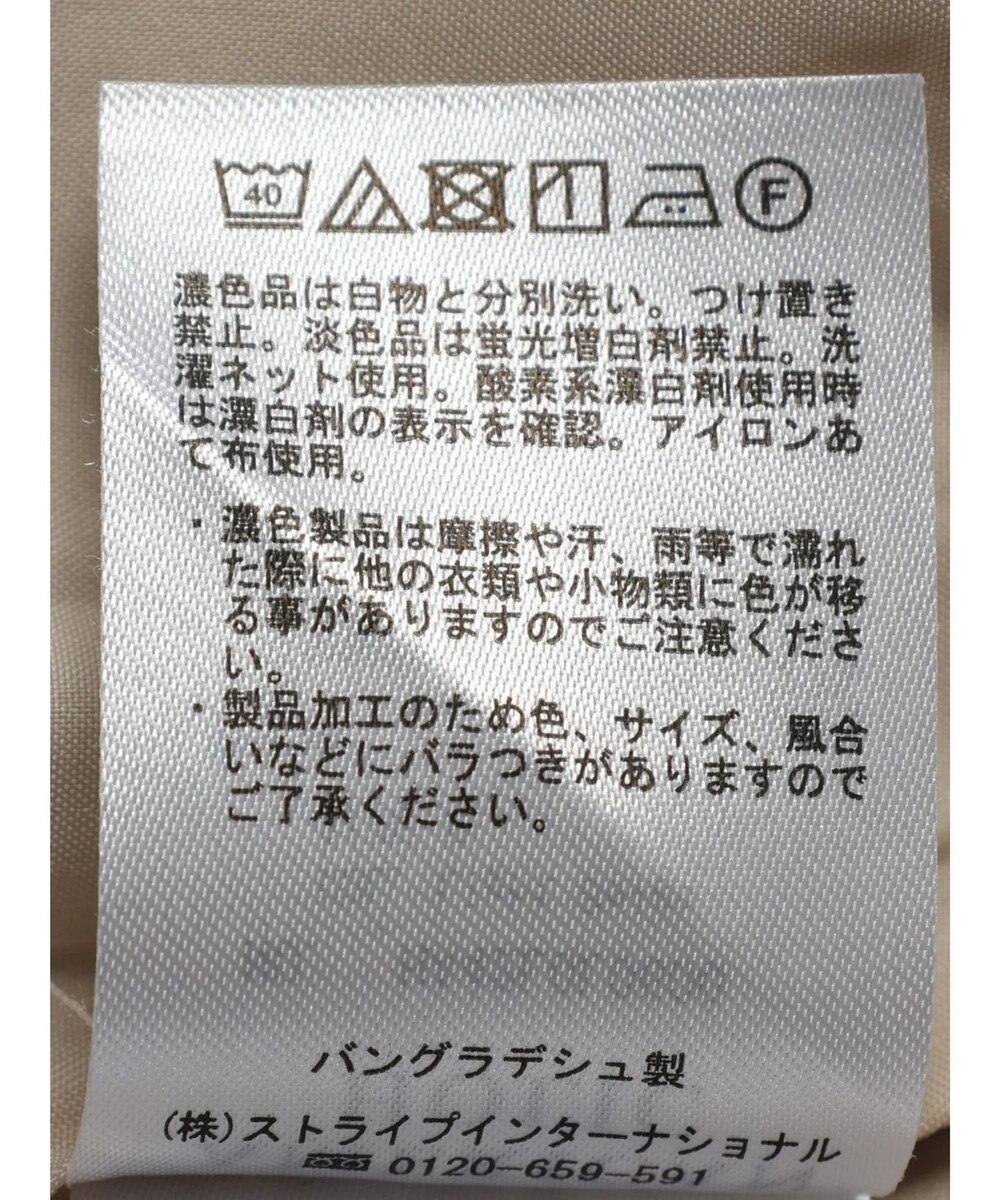 40 F
濃色品は白物と分別洗い。つけ置き
禁止。淡色品は蛍光増白剤禁止。洗
濯ネット使用。酸素系漂白剤使用時
は漂白剤の表示を確認。アイロンあ
て布使用。
・濃色製品は摩擦や汗、雨等で濡れ
た際に他の衣類や小物類に色が移
る事がありますのでご注意くださ
い。
・製品加工のため色、サイズ、風合
いなどにバラつきがありますので
ご了承ください。
バングラデシュ製
(株)ストライプインターナショナル
0120-659-591